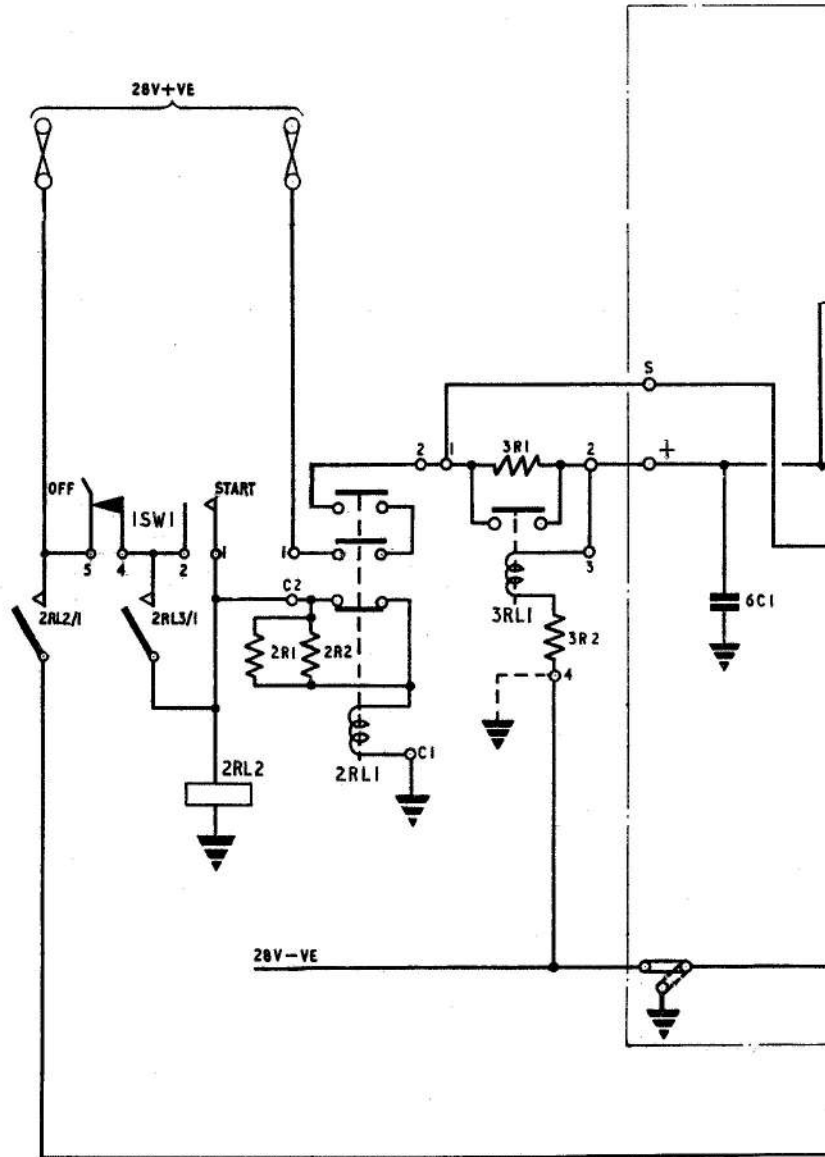 28V+VE
S
2 1 3R1 2 +
OFF 1SW1 START
5 4 2 1 1
3
C2
2RL2/1 2RL3/1 2R1 2R2
3RL1
6C1
3R2
4
2RL2 2RL1 C1
28V-VE